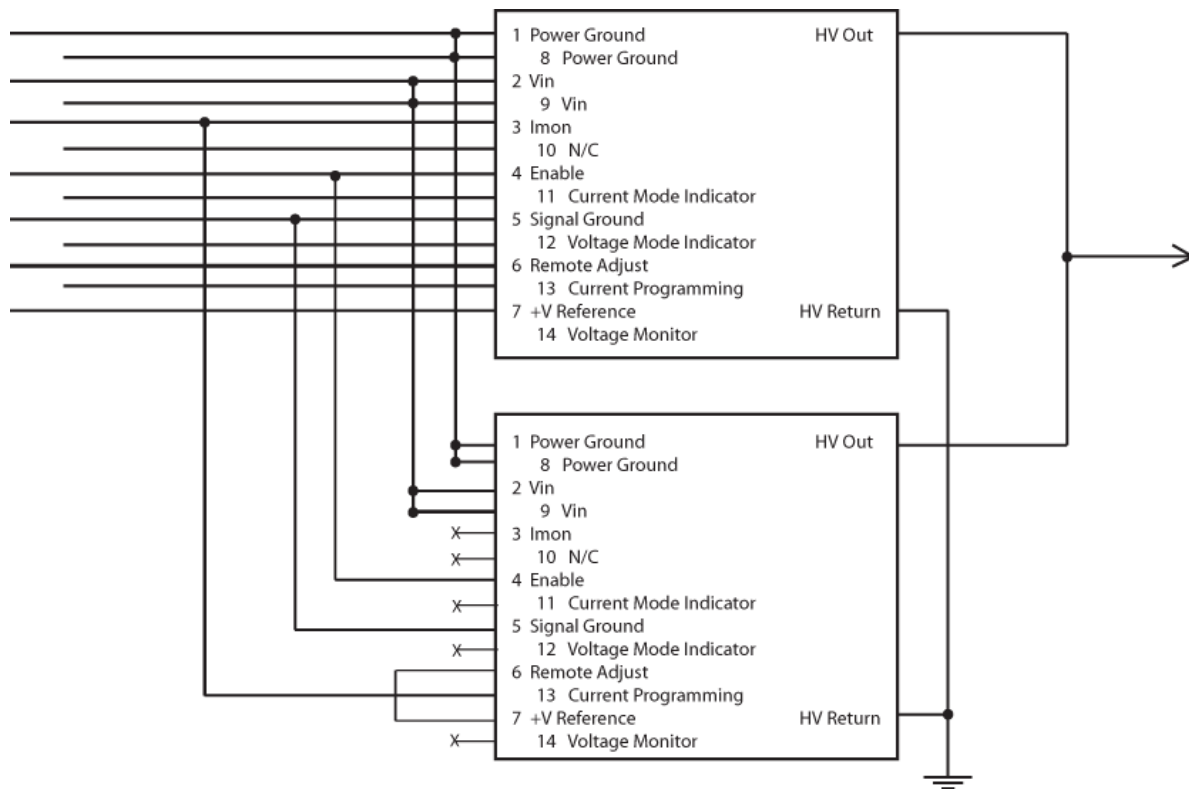 1 Power Ground HV Out
8 Power Ground
2 Vin
9 Vin
3 Imon
10 N/C
4 Enable
11 Current Mode Indicator
5 Signal Ground
12 Voltage Mode Indicator
6 Remote Adjust
13 Current Programming
7 +V Reference HV Return
14 Voltage Monitor
1 Power Ground HV Out
8 Power Ground
2 Vin
9 Vin
3 Imon
10 N/C
4 Enable
11 Current Mode Indicator
5 Signal Ground
12 Voltage Mode Indicator
6 Remote Adjust
13 Current Programming
7 +V Reference HV Return
14 Voltage Monitor